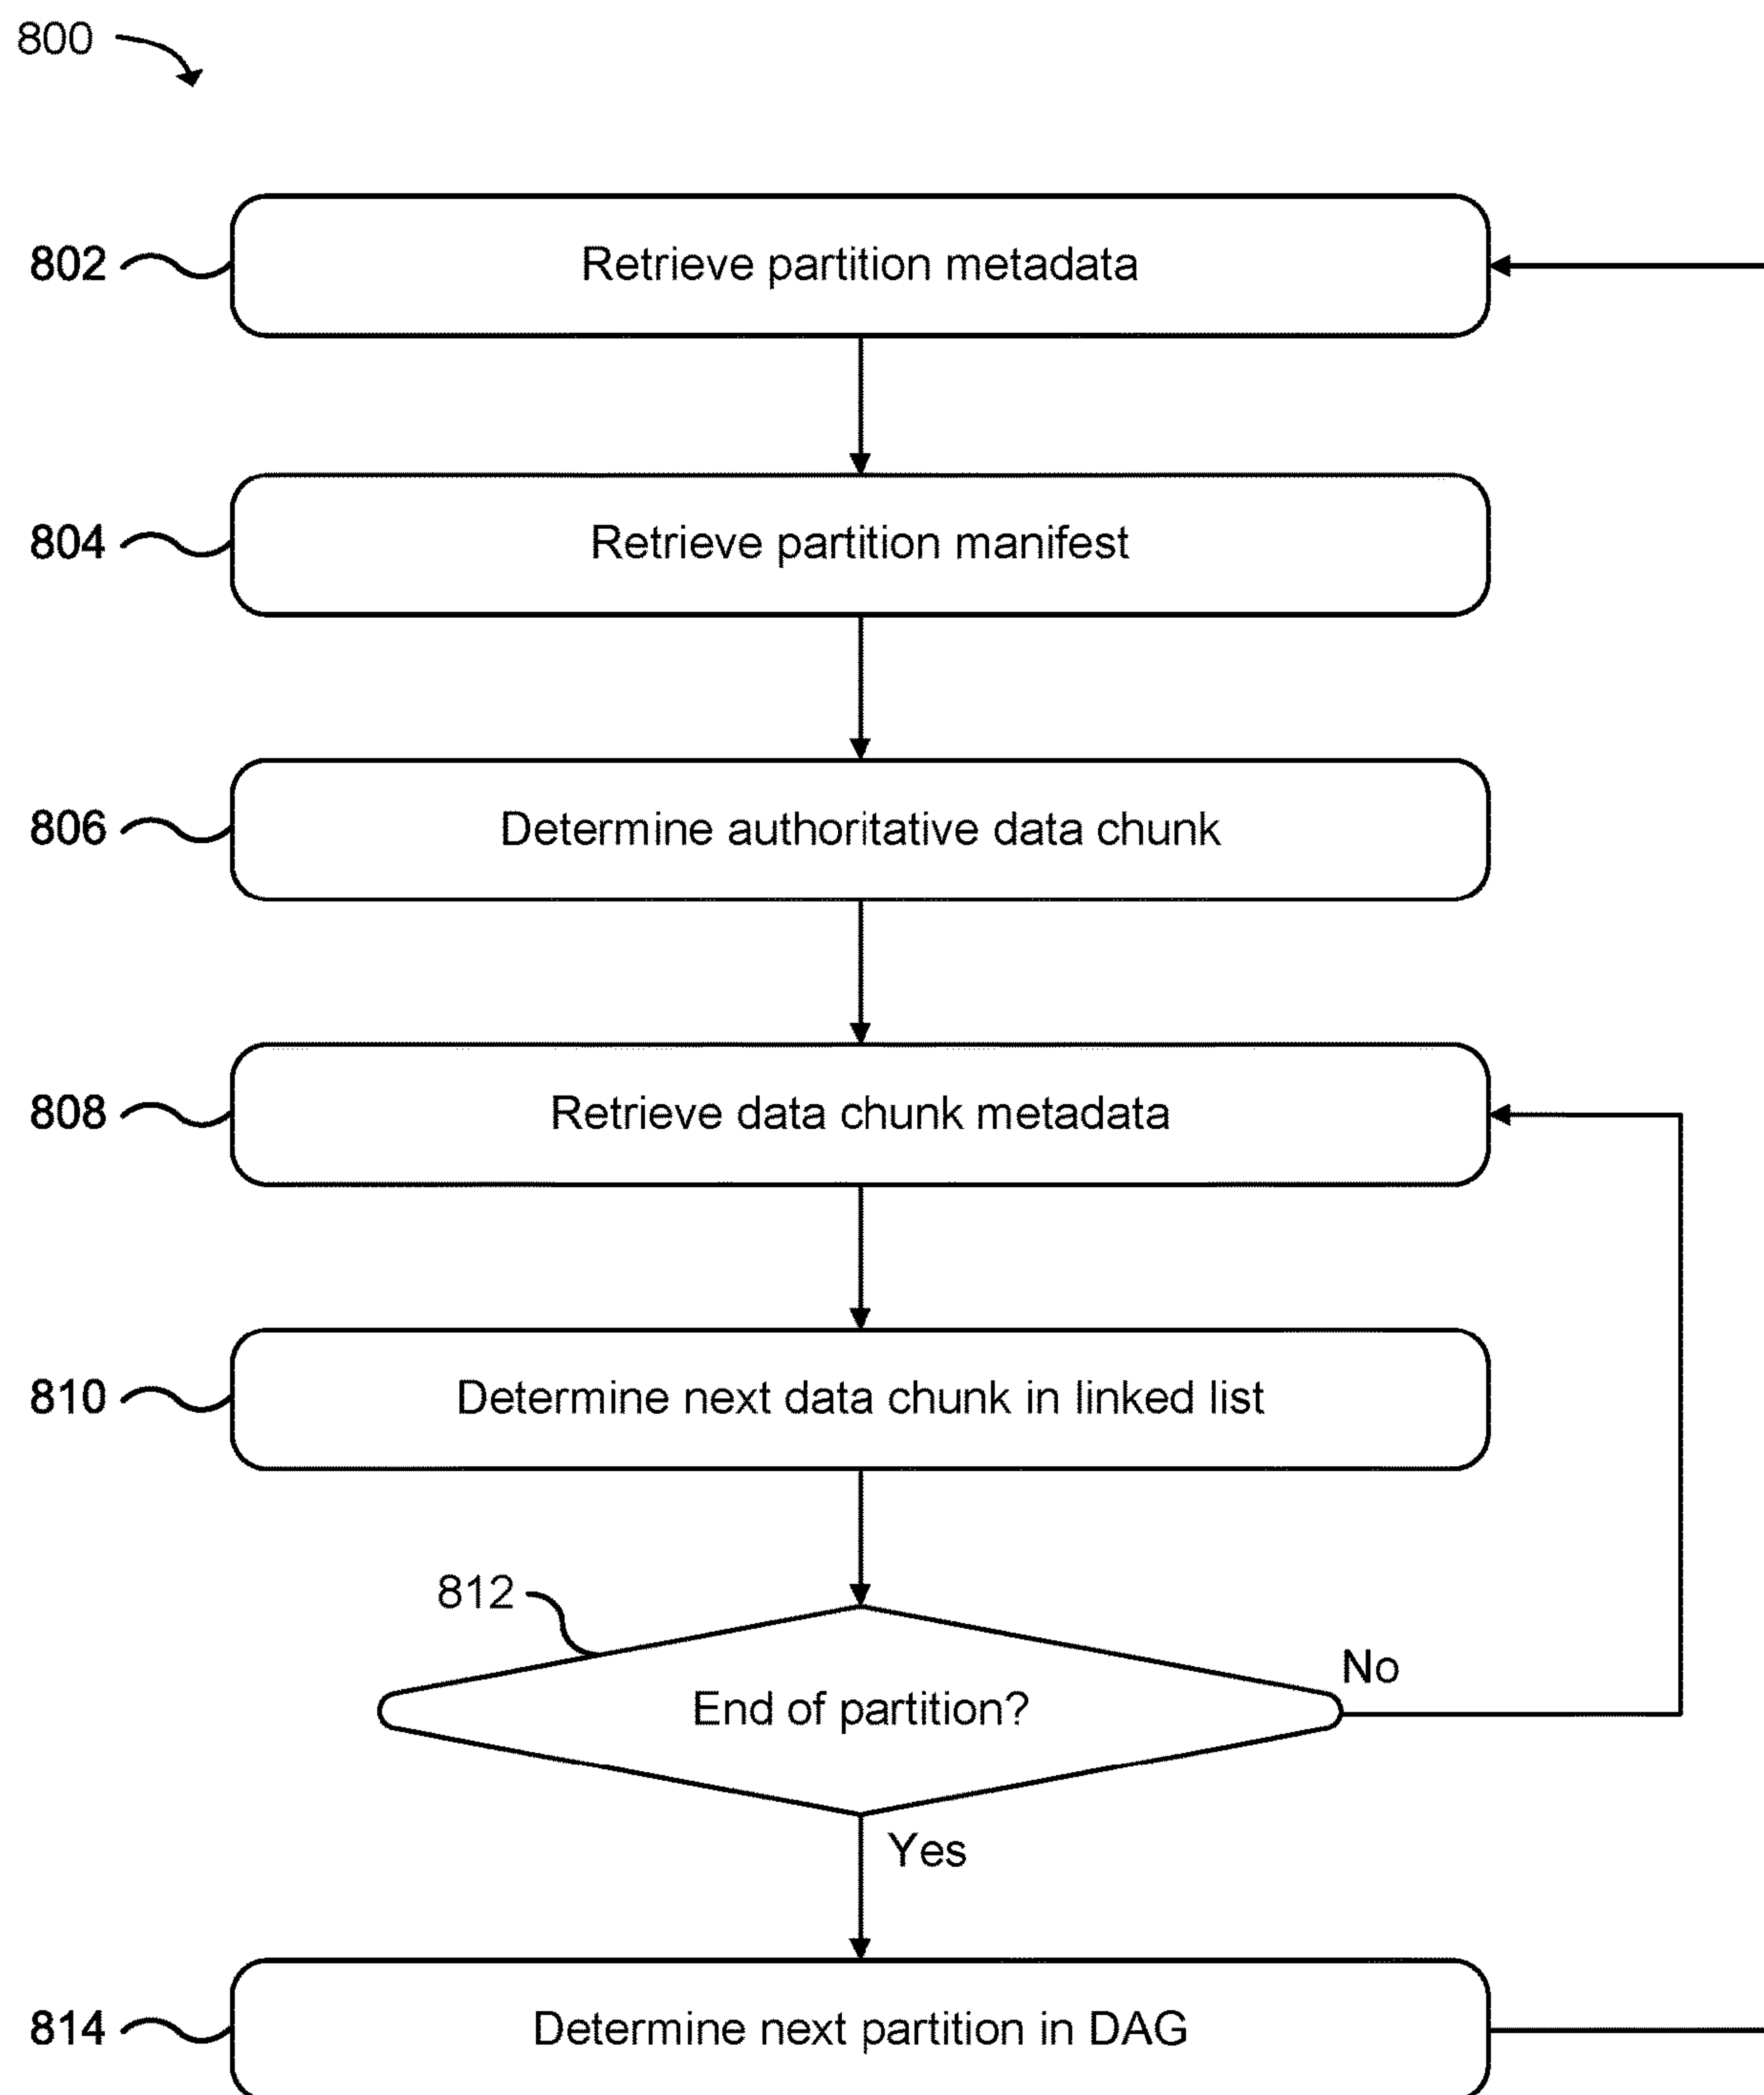 800
802
Retrieve partition metadata
804
Retrieve partition manifest
806
Determine authoritative data chunk
808
Retrieve data chunk metadata
810
Determine next data chunk in linked list
812
End of partition?
No
Yes
814
Determine next partition in DAG